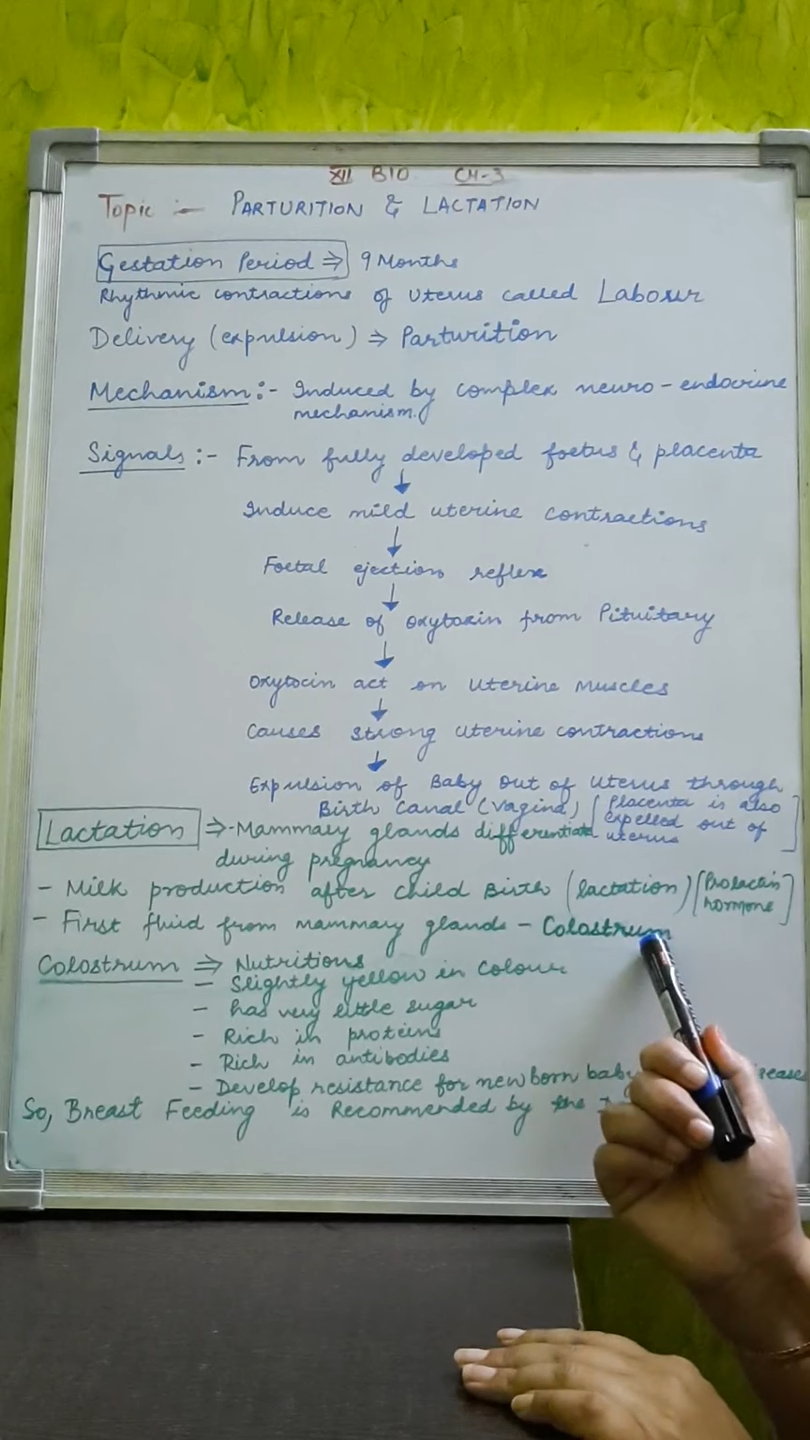 XII BIO CH-3
Topic :- PARTURITION & LACTATION
Gestation Period ⇒ 9 Months
Rhythmic contractions of Uterus called Labour
Delivery (expulsion) ⇒ Parturition
Mechanism:- Induced by complex neuro-endocrine
mechanism.
Signals:- From fully developed foetus & placenta
↓
Induce mild uterine contractions
↓
Foetal ejection reflex
↓
Release of oxytoxin from Pituitary
↓
Oxytocin act on Uterine Muscles
↓
Causes strong uterine contractions
↓
Expulsion of Baby out of Uterus through
Birth Canal (Vagina) [Placenta is also
expelled out of
uterus]
Lactation ⇒ - Mammary glands differentiate
during pregnancy
- Milk production after Child Birth (lactation) [Prolactin
hormone]
- First fluid from mammary glands - Colostrum
Colostrum ⇒ Nutritious
- Slightly yellow in Colour
- has very little sugar
- Rich in proteins
- Rich in antibodies
- Develop resistance for new born baby
So, Breast Feeding is Recommended by the